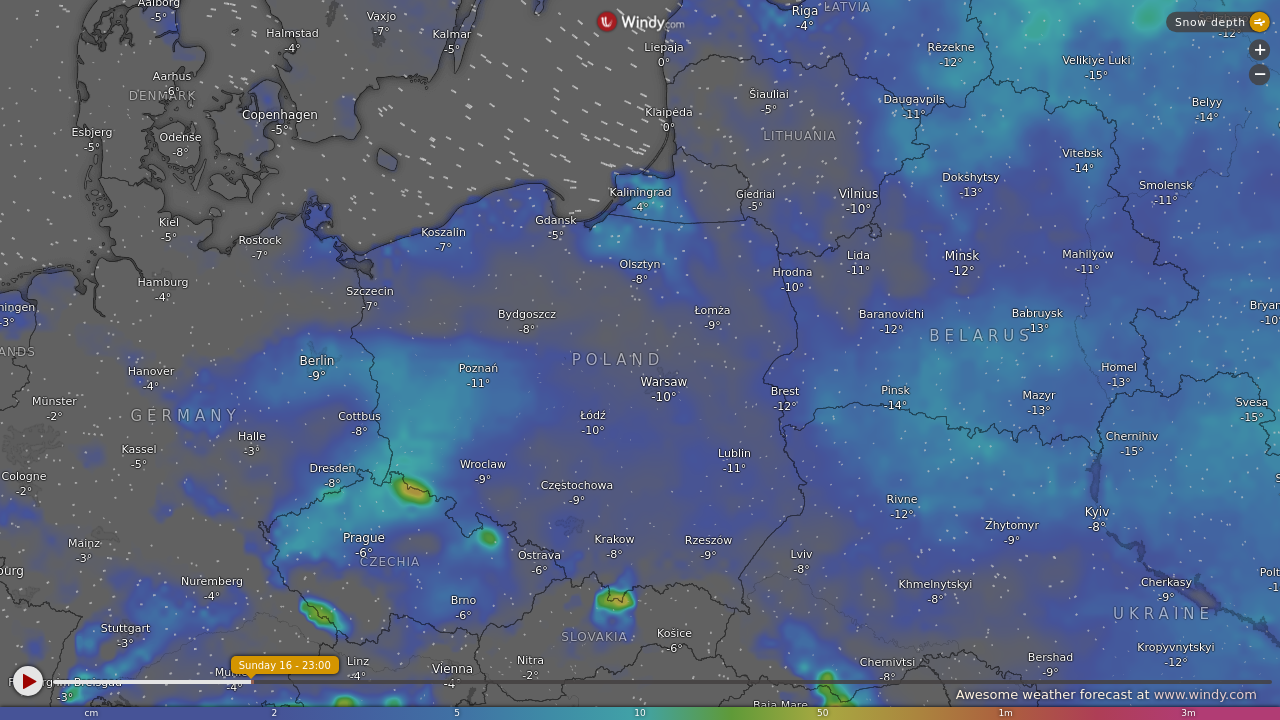 Aalborg
-5°
Vaxjo
-7°
Halmstad
-4°
Kalmar
-5°
Windy.com
Liepāja
0°
Riga
-4°
LATVIA
Rēzekne
-12°
Snow depth
-12°
+
−
Velikiye Luki
-15°
Aarhus
-6°
DENMARK
Copenhagen
-5°
Esbjerg
-5°
Odense
-8°
Klaipėda
0°
Šiauliai
-5°
LITHUANIA
Daugavpils
-11°
Belyy
-14°
Vitebsk
-14°
Dokshytsy
-13°
Smolensk
-11°
Kaliningrad
-4°
Giedriai
-5°
Vilnius
-10°
Kiel
-5°
Rostock
-7°
Koszalin
-7°
Gdansk
-5°
Olsztyn
-8°
Hrodna
-10°
Lida
-11°
Minsk
-12°
Mahilyow
-11°
Hamburg
-4°
Szczecin
-7°
ningen
-3°
Bydgoszcz
-8°
Łomża
-9°
Baranovichi
-12°
Babruysk
-13°
Bryan
-10°
BELARUS
ANDS
Hanover
-4°
Berlin
-9°
Poznań
-11°
POLAND
Warsaw
-10°
Brest
-12°
Pinsk
-14°
Homel
-13°
Mazyr
-13°
Svesa
-15°
Münster
-2°
GERMANY
Cottbus
-8°
Łódź
-10°
Kassel
-5°
Halle
-3°
Chernihiv
-15°
Cologne
-2°
Dresden
-8°
Wroclaw
-9°
Częstochowa
-9°
Lublin
-11°
Rivne
-12°
Zhytomyr
-9°
Kyiv
-8°
Mainz
-3°
Prague
-6°
CZECHIA
Ostrava
-6°
Krakow
-8°
Rzeszów
-9°
Lviv
-8°
ourg
Nuremberg
-4°
Brno
-6°
Khmelnytskyi
-8°
Cherkasy
-9°
Polt
-1
UKRAINE
Stuttgart
-3°
SLOVAKIA
Košice
-6°
Kropyvnytskyi
-12°
Sunday 16 - 23:00
Linz
-4°
Vienna
-4°
Nitra
-2°
Chernivtsi
-8°
Bershad
-9°
-3°
-4°
Baia Mare
Awesome weather forecast at www.windy.com
cm 2 5 10 50 1m 3m